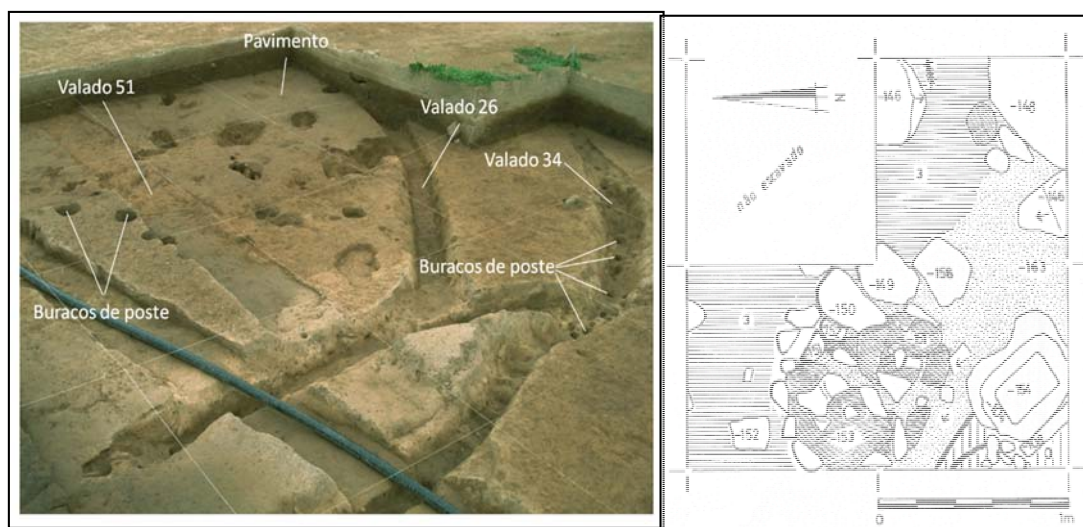 Pavimento
Valado 51
Valado 26
Valado 34
Buracos de poste
Buracos de poste
-146
-148
N
não escavado
3
-146
-163
-156
-149
-150
3
-154
-152
-153
0
1m